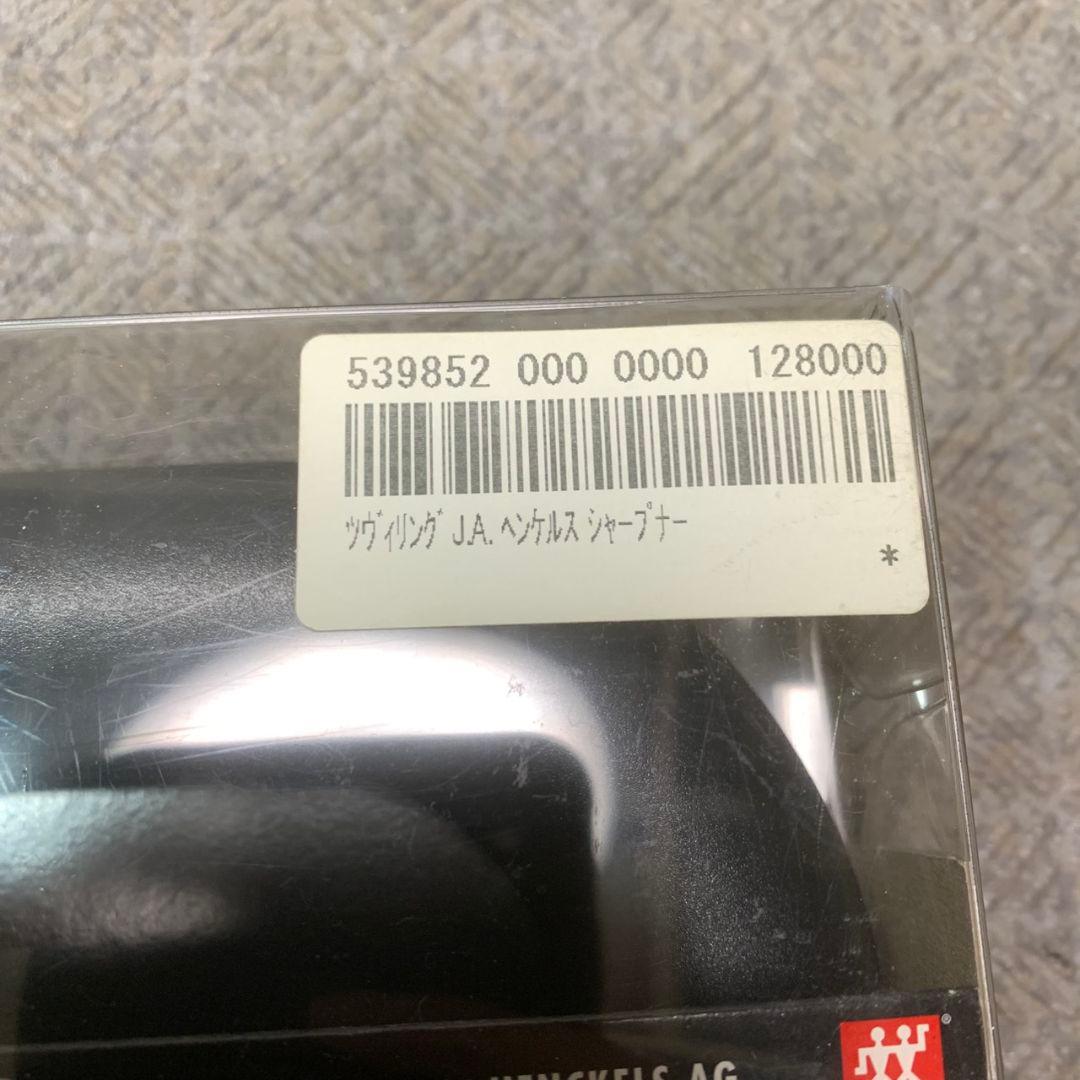 539852 000 0000 128000
ﾂｳﾞｨﾘﾝｸﾞ J.A. ﾍﾝｹﾙｽ ｼｬｰﾌﾟﾅｰ
*
HENCKELS AG
®